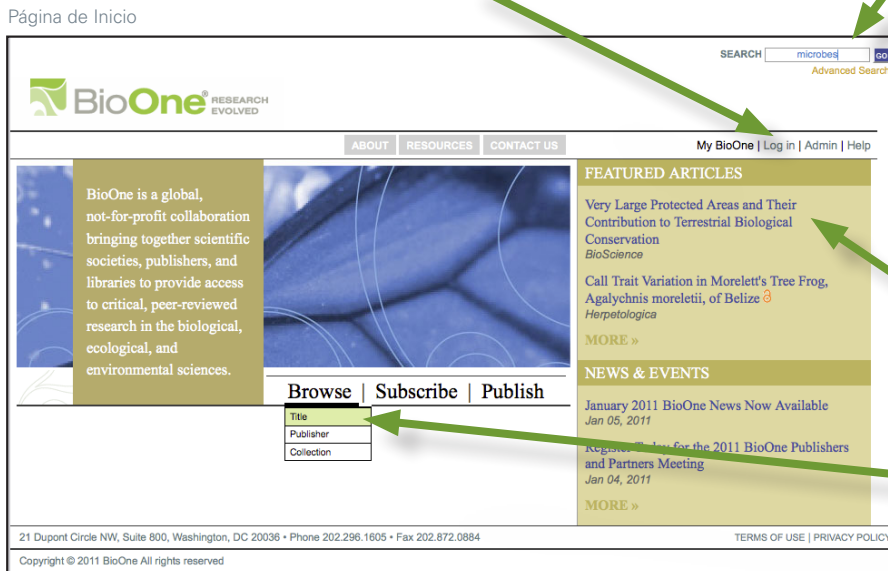 Página de Inicio
SEARCH microbes GO
Advanced Search
BioOne® RESEARCH
EVOLVED
ABOUT RESOURCES CONTACT US
My BioOne | Log in | Admin | Help
BioOne is a global,
not-for-profit collaboration
bringing together scientific
societies, publishers, and
libraries to provide access
to critical, peer-reviewed
research in the biological,
ecological, and
environmental sciences.
FEATURED ARTICLES
Very Large Protected Areas and Their
Contribution to Terrestrial Biological
Conservation
BioScience
Call Trait Variation in Morelett's Tree Frog,
Agalychnis moreletii, of Belize
Herpetologica
MORE »
NEWS & EVENTS
January 2011 BioOne News Now Available
Jan 05, 2011
Register Today for the 2011 BioOne Publishers
and Partners Meeting
Jan 04, 2011
MORE »
Browse | Subscribe | Publish
Title
Publisher
Collection
21 Dupont Circle NW, Suite 800, Washington, DC 20036 • Phone 202.296.1605 • Fax 202.872.0884
TERMS OF USE | PRIVACY POLICY
Copyright © 2011 BioOne All rights reserved